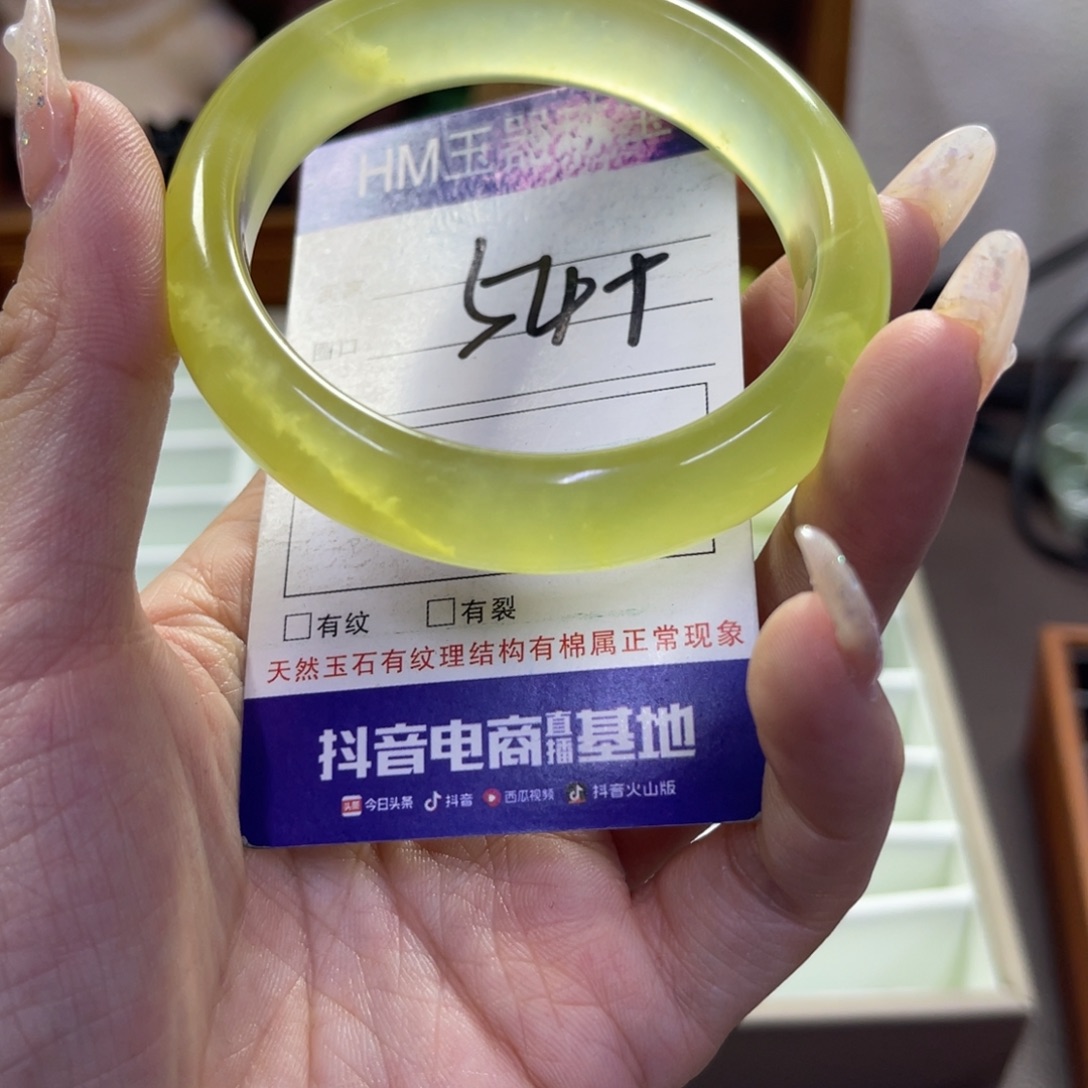 HM玉器
□有纹 □有裂
天然玉石有纹理结构有棉属正常现象
抖音电商直播基地
今日头条 抖音 西瓜视频 抖音火山版